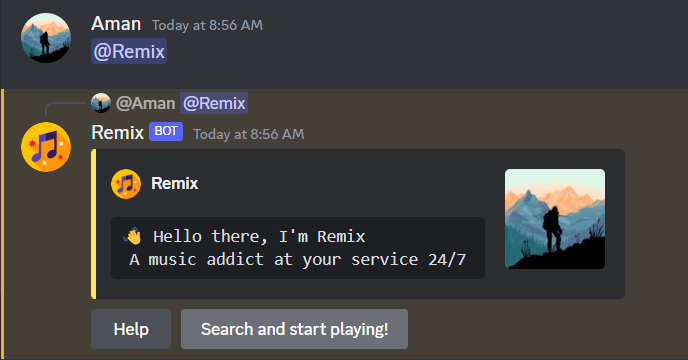 Aman Today at 8:56 AM
@Remix
@Aman @Remix
Remix BOT Today at 8:56 AM
Remix
👋 Hello there, I'm Remix
A music addict at your service 24/7
Help Search and start playing!